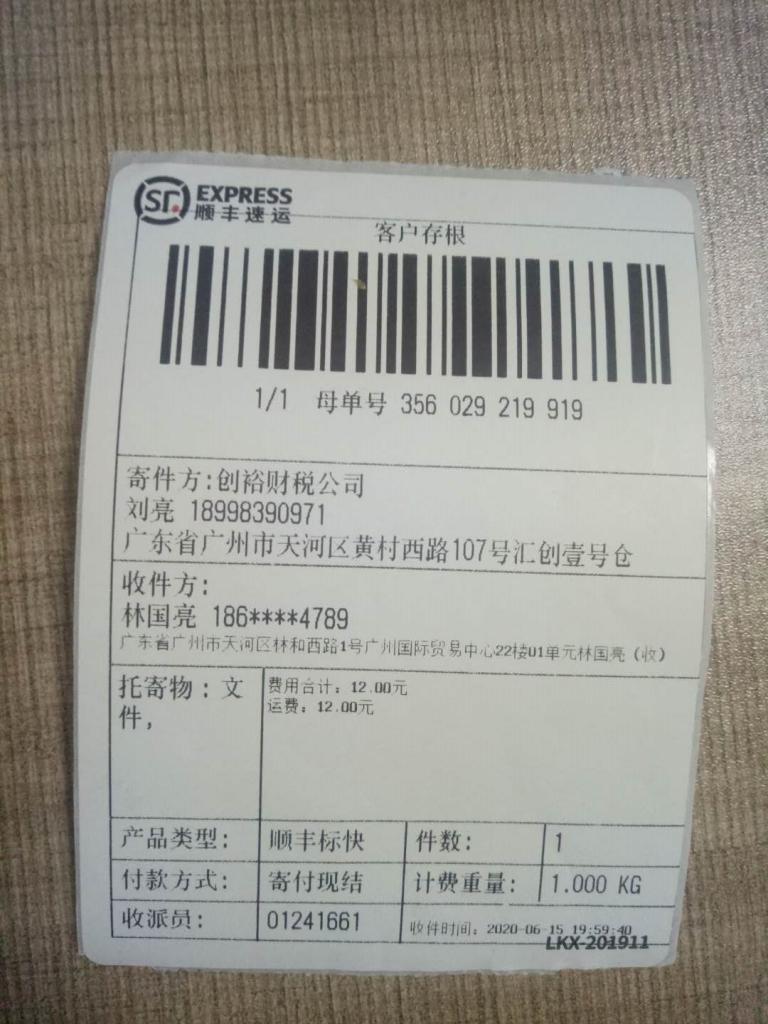 SF EXPRESS
顺丰速运
客户存根
1/1 母单号 356 029 219 919
寄件方:创裕财税公司
刘亮 18998390971
广东省广州市天河区黄村西路107号汇创壹号仓
收件方:
林国亮 186****4789
广东省广州市天河区林和西路1号广州国际贸易中心22楼01单元林国亮（收）
托寄物：文
件,
费用合计：12.00元
运费：12.00元
产品类型: 顺丰标快 件数: 1
付款方式: 寄付现结 计费重量: 1.000 KG
收派员: 01241661 收件时间：2020-06-15 19:59:40
LKX-201911